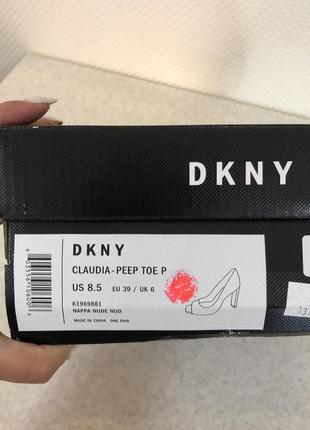 DKNY
DKNY
CLAUDIA - PEEP TOE P
US 8.5 EU 39 / UK 6
K1969881
NAPPA NUDE NUD
MADE IN CHINA ONE PAIR